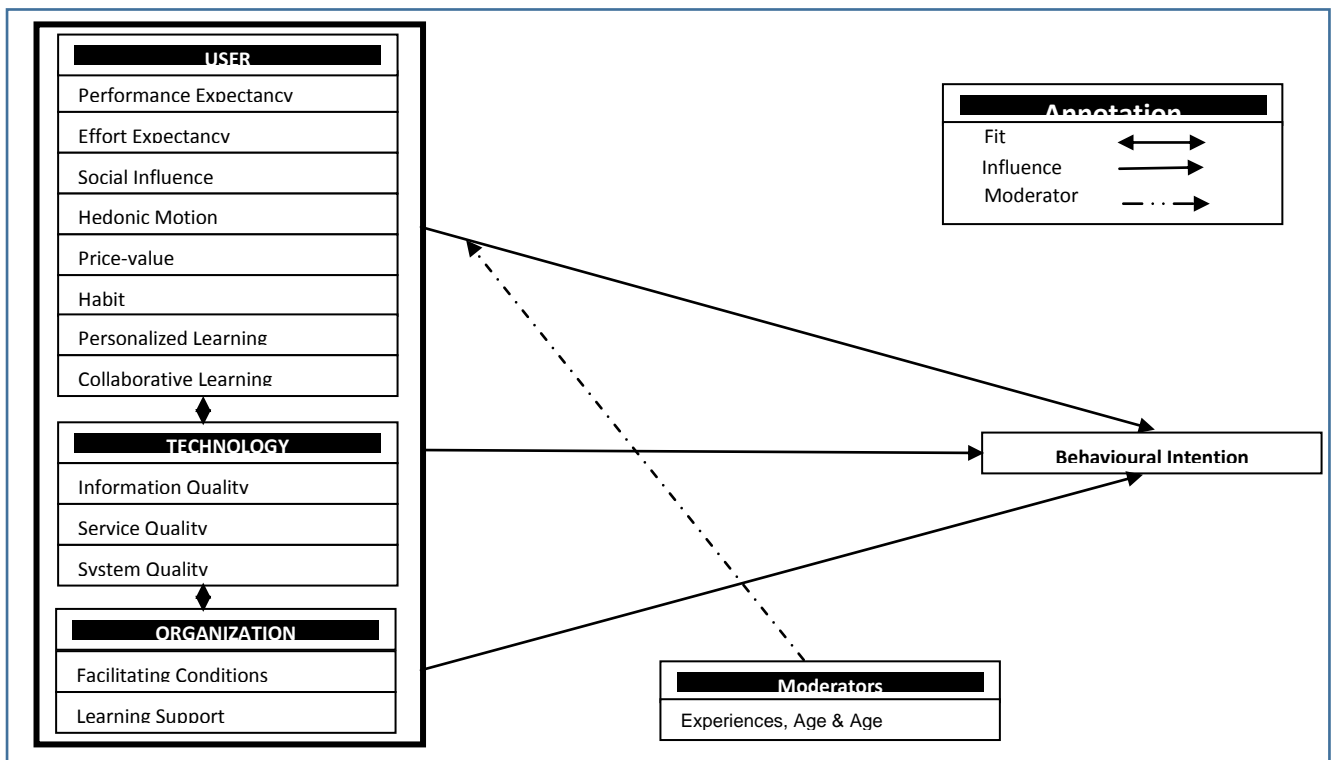 USER
Performance Expectancy
Effort Expectancy
Social Influence
Hedonic Motion
Price-value
Habit
Personalized Learning
Collaborative Learning
TECHNOLOGY
Information Quality
Service Quality
System Quality
ORGANIZATION
Facilitating Conditions
Learning Support
Annotation
Fit
Influence
Moderator
Behavioural Intention
Moderators
Experiences, Age & Age